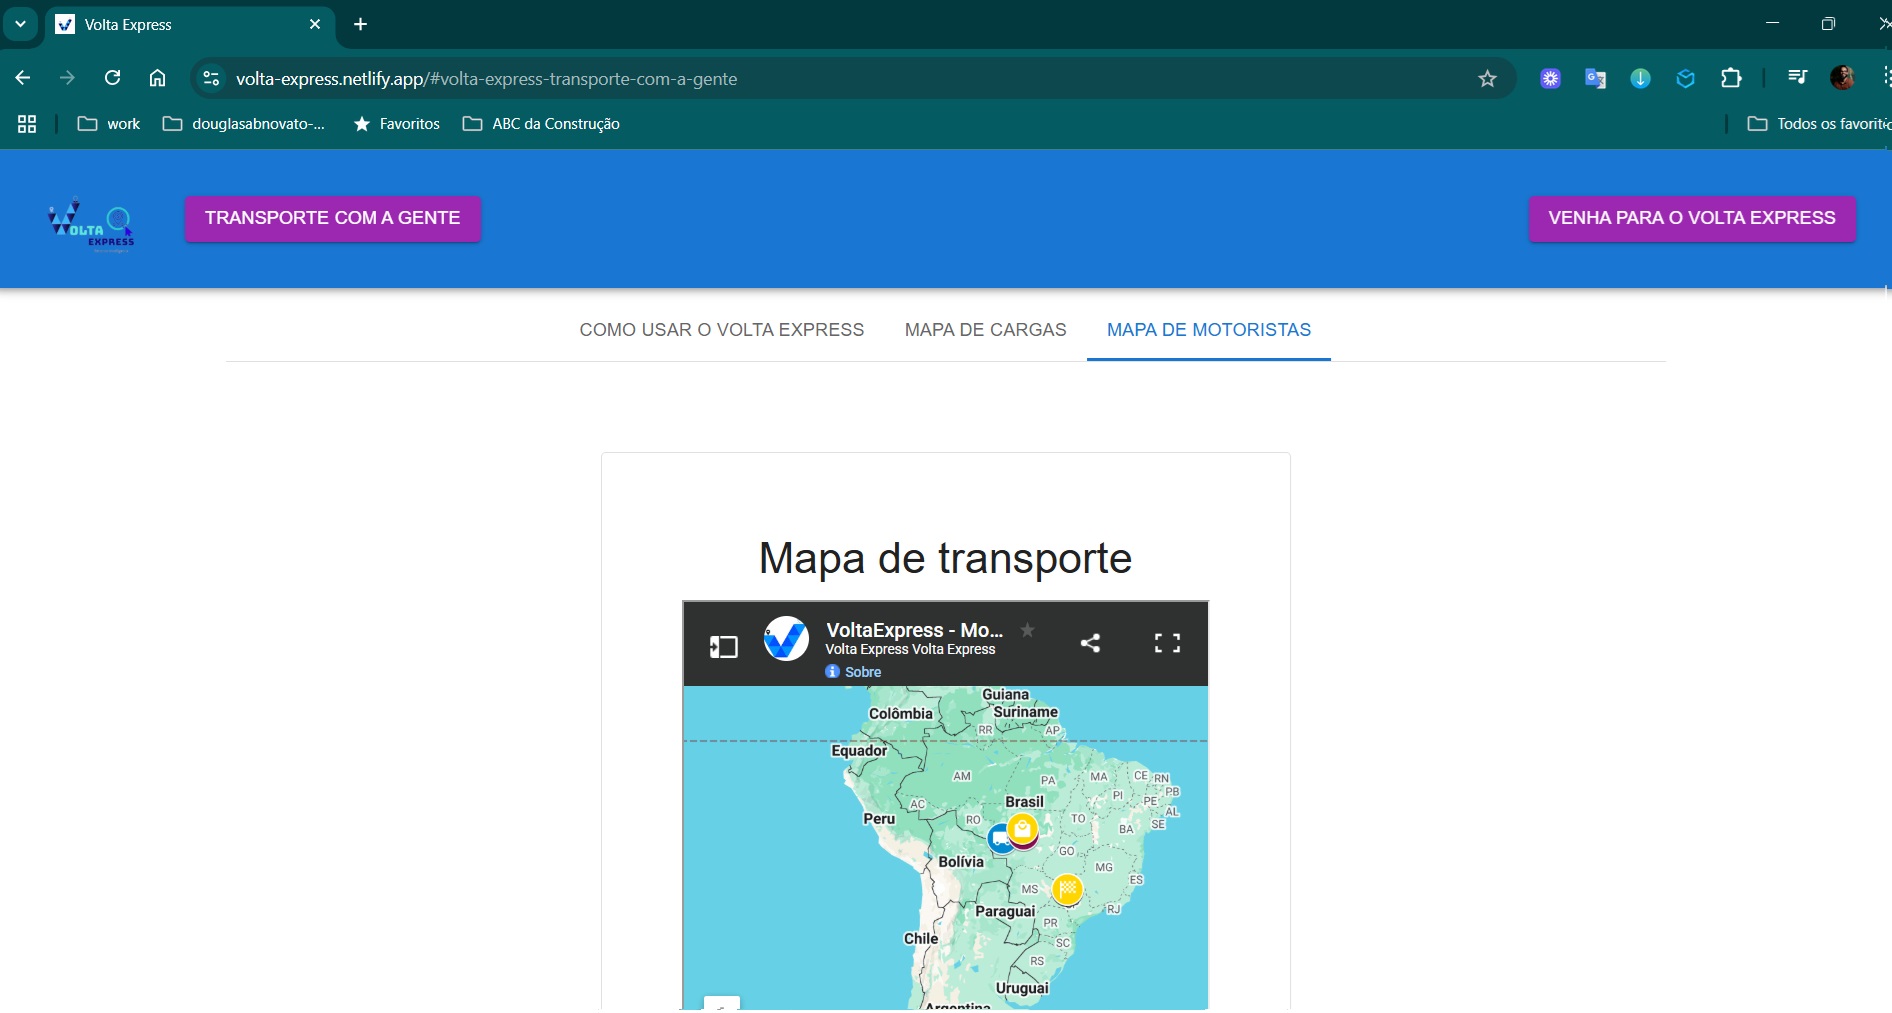 Volta Express
volta-express.netlify.app/#volta-express-transporte-com-a-gente
work
douglasabnovato-...
Favoritos
ABC da Construção
Todos os
VOLTA
EXPRESS
TRANSPORTE COM A GENTE
VENHA PARA O VOLTA EXPRESS
COMO USAR O VOLTA EXPRESS
MAPA DE CARGAS
MAPA DE MOTORISTAS
Mapa de transporte
VoltaExpress - Mo...
Volta Express Volta Express
Sobre
Guiana
Colômbia
Suriname
RR
AP
Equador
AM
PA
MA
CE
RN
PB
PI
PE
AL
Brasil
AC
Peru
RO
TO
BA
SE
GO
Bolívia
MG
ES
MS
Paraguai
RJ
PR
Chile
SC
RS
Uruguai
Argentina